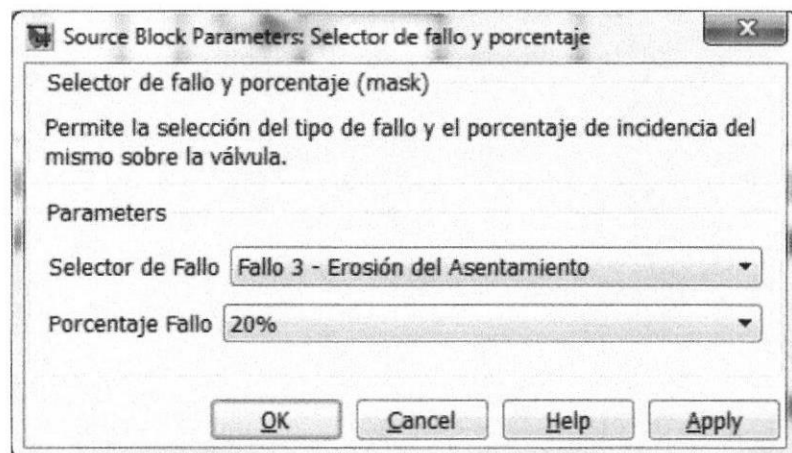 Source Block Parameters: Selector de fallo y porcentaje
Selector de fallo y porcentaje (mask)
Permite la selección del tipo de fallo y el porcentaje de incidencia del
mismo sobre la válvula.
Parameters
Selector de Fallo Fallo 3 - Erosión del Asentamiento
Porcentaje Fallo 20%
OK Cancel Help Apply